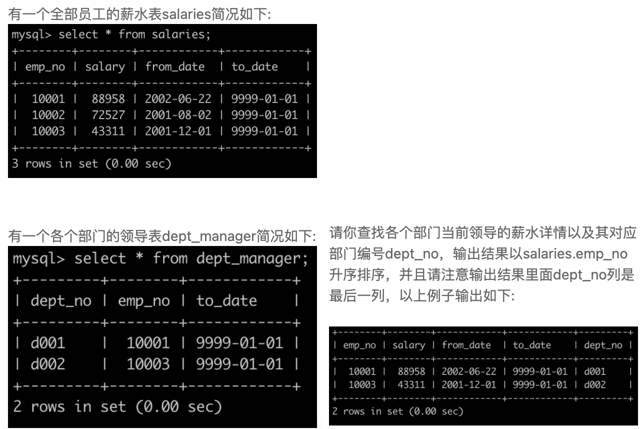 有一个全部员工的薪水表salaries简况如下:
mysql> select * from salaries;
+--------+--------+------------+------------+
| emp_no | salary | from_date | to_date |
+--------+--------+------------+------------+
| 10001 | 88958 | 2002-06-22 | 9999-01-01 |
| 10002 | 72527 | 2001-08-02 | 9999-01-01 |
| 10003 | 43311 | 2001-12-01 | 9999-01-01 |
+--------+--------+------------+------------+
3 rows in set (0.00 sec)
有一个各个部门的领导表dept_manager简况如下:
mysql> select * from dept_manager;
+---------+--------+------------+
| dept_no | emp_no | to_date |
+---------+--------+------------+
| d001 | 10001 | 9999-01-01 |
| d002 | 10003 | 9999-01-01 |
+---------+--------+------------+
2 rows in set (0.00 sec)
请你查找各个部门当前领导的薪水详情以及其对应
部门编号dept_no，输出结果以salaries.emp_no
升序排序，并且请注意输出结果里面dept_no列是
最后一列，以上例子输出如下:
+--------+--------+------------+------------+---------+
| emp_no | salary | from_date | to_date | dept_no |
+--------+--------+------------+------------+---------+
| 10001 | 88958 | 2002-06-22 | 9999-01-01 | d001 |
| 10003 | 43311 | 2001-12-01 | 9999-01-01 | d002 |
+--------+--------+------------+------------+---------+
2 rows in set (0.00 sec)